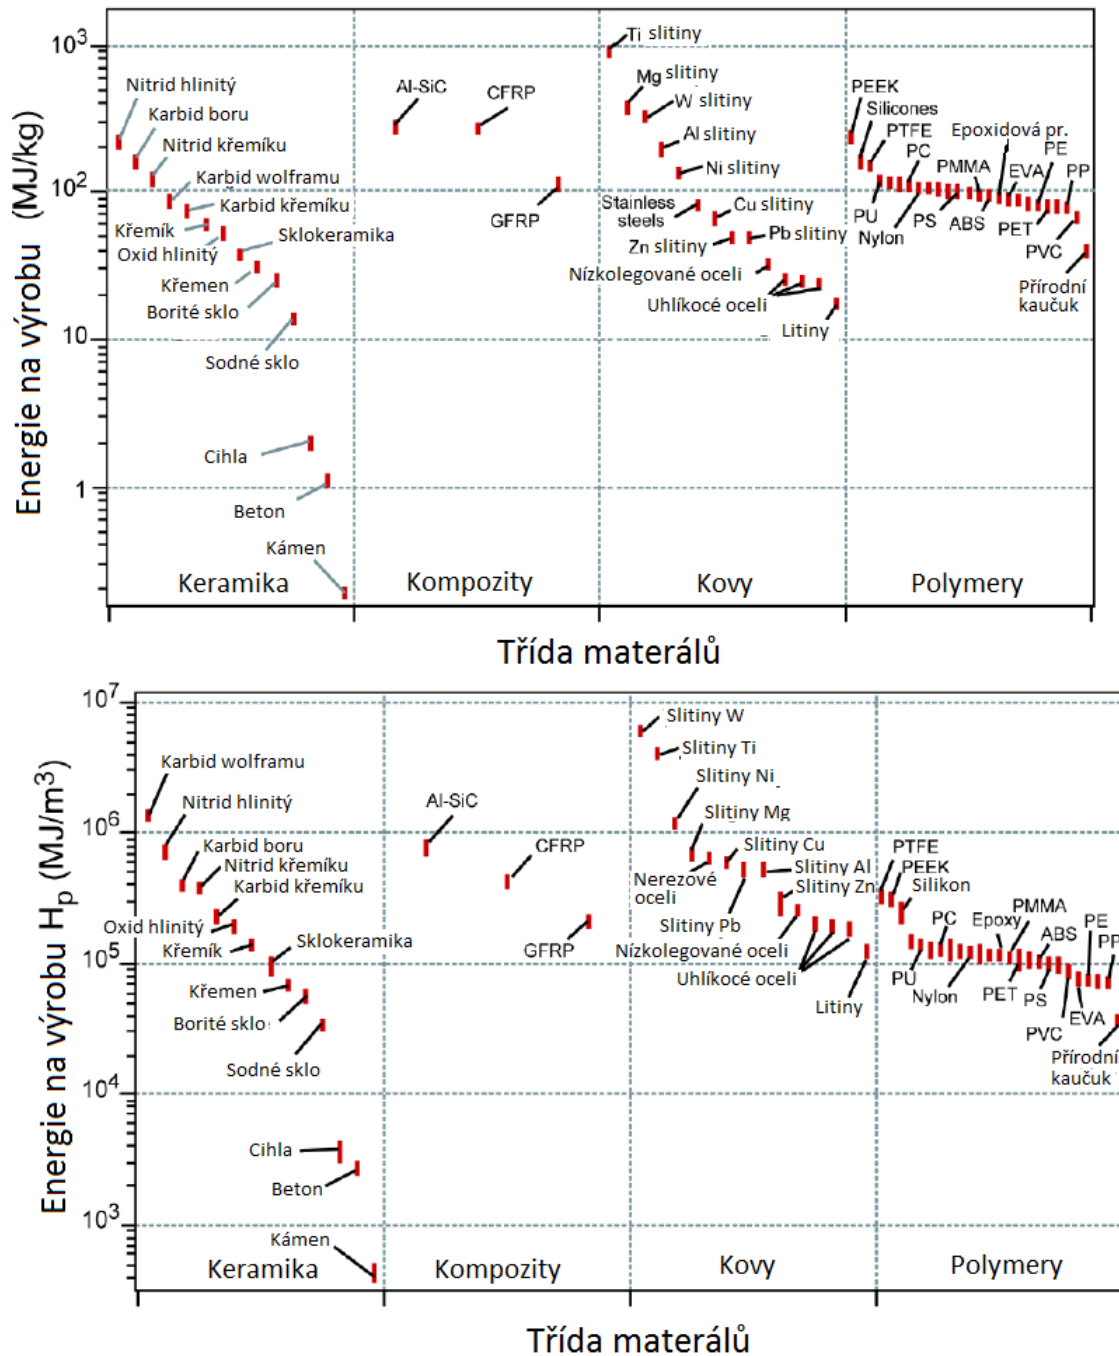 Energie na výrobu (MJ/kg)
10³
10²
10
1
Nitrid hlinitý
Karbid boru
Nitrid křemíku
Karbid wolframu
Karbid křemíku
Křemík
Oxid hlinitý
Sklokeramika
Křemen
Borité sklo
Sodné sklo
Cihla
Beton
Kámen
Al-SiC
CFRP
GFRP
Ti slitiny
Mg slitiny
W slitiny
Al slitiny
Ni slitiny
Stainless
steels
Cu slitiny
Zn slitiny
Pb slitiny
Nízkolegované oceli
Uhlíkocé oceli
Litiny
PEEK
Silicones
PTFE
PC
Epoxidová pr.
PE
PMMA
EVA
PP
PU
Nylon
PS
ABS
PET
PVC
Přírodní
kaučuk
Keramika
Kompozity
Kovy
Polymery
Třída materálů
Energie na výrobu Hp (MJ/m³)
10⁷
10⁶
10⁵
10⁴
10³
Karbid wolframu
Nitrid hlinitý
Karbid boru
Nitrid křemíku
Karbid křemíku
Oxid hlinitý
Křemík
Sklokeramika
Křemen
Borité sklo
Sodné sklo
Cihla
Beton
Kámen
Al-SiC
CFRP
GFRP
Slitiny W
Slitiny Ti
Slitiny Ni
Slitiny Mg
Slitiny Cu
Nerezové
oceli
Slitiny Al
Slitiny Zn
Slitiny Pb
Nízkolegované oceli
Uhlíkocé oceli
Litiny
PTFE
PEEK
Silikon
PC
Epoxy
PMMA
ABS
PE
PP
PU
Nylon
PET
PS
PVC
EVA
Přírodní
kaučuk
Keramika
Kompozity
Kovy
Polymery
Třída materálů